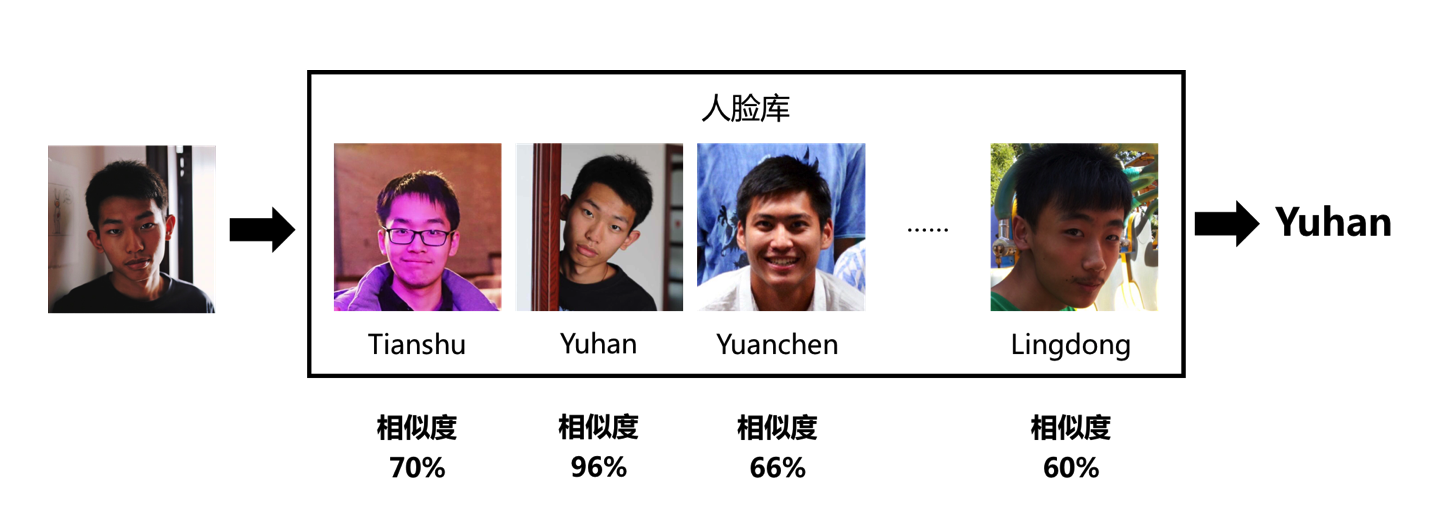 人脸库
......
Tianshu
Yuhan
Yuanchen
Lingdong
Yuhan
相似度
70%
相似度
96%
相似度
66%
相似度
60%